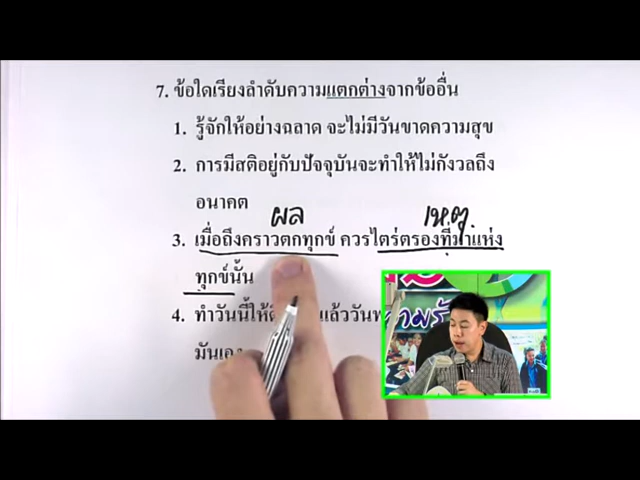 7. ข้อใดเรียงลำดับความแตกต่างจากข้ออื่น
1. รู้จักให้อย่างฉลาด จะไม่มีวันขาดความสุข
2. การมีสติอยู่กับปัจจุบันจะทำให้ไม่กังวลถึง
อนาคต
ผล เหตุ
3. เมื่อถึงคราวตกทุกข์ ควรไตร่ตรองที่มาแห่ง
ทุกข์นั้น
4. ทำวันนี้ให้ แล้ววัน
มันเอง